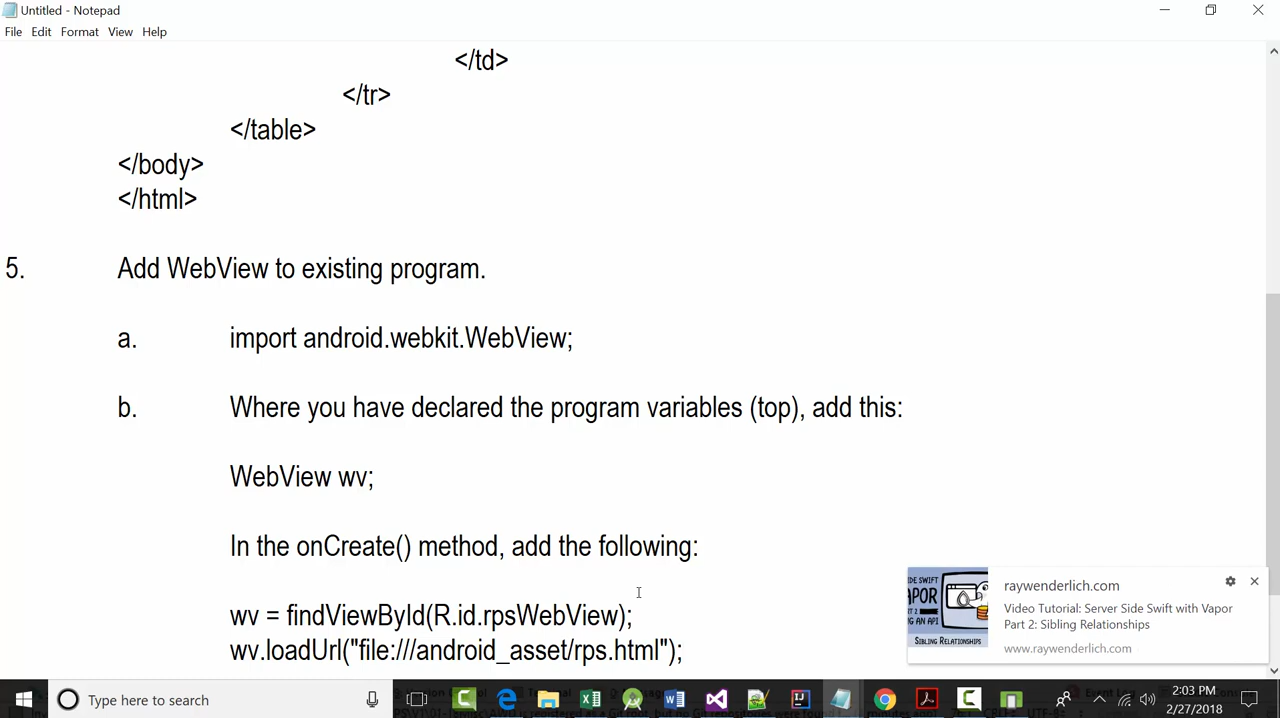 Untitled - Notepad
File Edit Format View Help
</td>
</tr>
</table>
</body>
</html>
5. Add WebView to existing program.
a. import android.webkit.WebView;
b. Where you have declared the program variables (top), add this:
WebView wv;
In the onCreate() method, add the following:
wv = findViewById(R.id.rpsWebView);
wv.loadUrl("file:///android_asset/rps.html");
raywenderlich.com
Video Tutorial: Server Side Swift with Vapor
Part 2: Sibling Relationships
www.raywenderlich.com
SIBLING RELATIONSHIPS
Type here to search
2:03 PM
2/27/2018